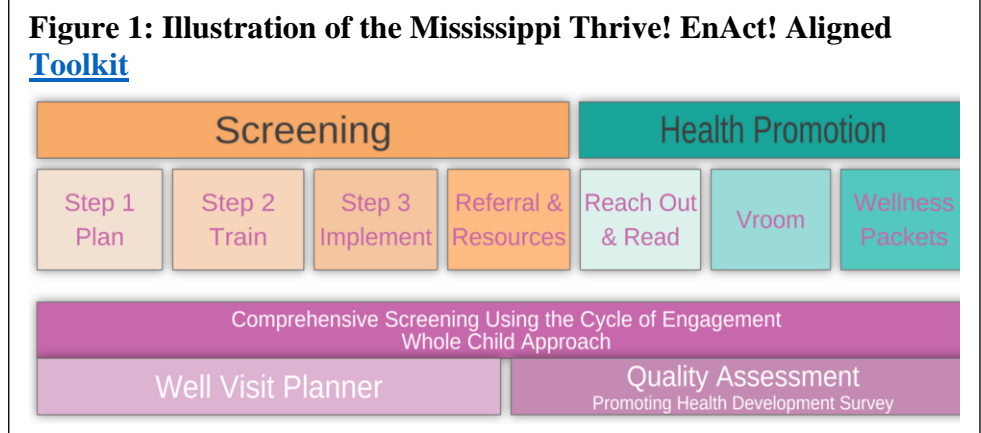 Figure 1: Illustration of the Mississippi Thrive! EnAct! Aligned
Toolkit
Screening
Health Promotion
Step 1
Plan
Step 2
Train
Step 3
Implement
Referral &
Resources
Reach Out
& Read
Vroom
Wellness
Packets
Comprehensive Screening Using the Cycle of Engagement
Whole Child Approach
Well Visit Planner
Quality Assessment
Promoting Health Development Survey